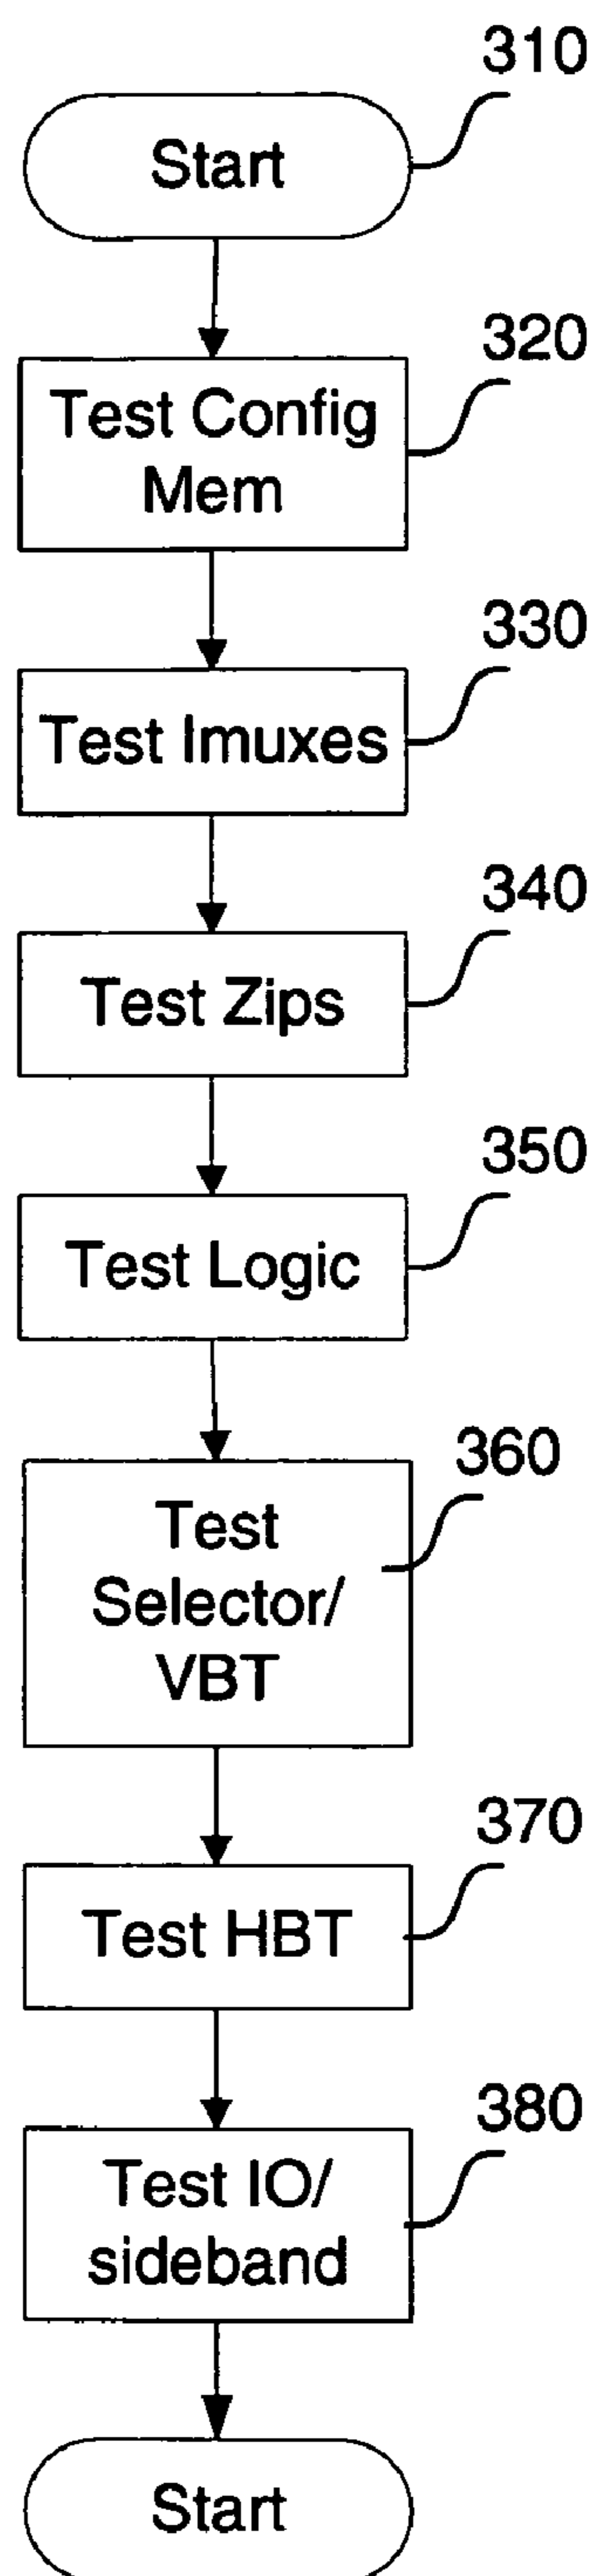 310
Start
320
Test Config
Mem
330
Test Imuxes
340
Test Zips
350
Test Logic
360
Test
Selector/
VBT
370
Test HBT
380
Test IO/
sideband
Start